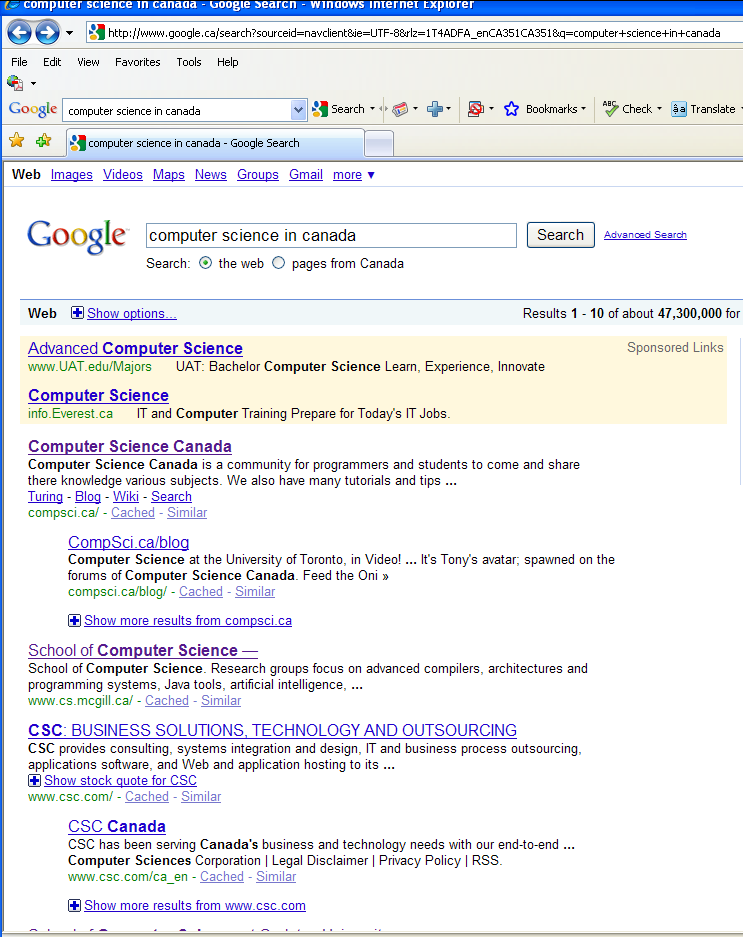 computer science in canada - Google Search - Windows Internet Explorer
http://www.google.ca/search?sourceid=navclient&ie=UTF-8&rlz=1T4ADFA_enCA351CA351&q=computer+science+in+canada
File Edit View Favorites Tools Help
Google computer science in canada Search Bookmarks ABC Check aあ Translate
computer science in canada - Google Search
Web Images Videos Maps News Groups Gmail more ▼
Google™ computer science in canada Search Advanced Search
Search: the web pages from Canada
Web Show options... Results 1 - 10 of about 47,300,000 for
Advanced Computer Science Sponsored Links
www.UAT.edu/Majors UAT: Bachelor Computer Science Learn, Experience, Innovate
Computer Science
info.Everest.ca IT and Computer Training Prepare for Today's IT Jobs.
Computer Science Canada
Computer Science Canada is a community for programmers and students to come and share
there knowledge various subjects. We also have many tutorials and tips ...
Turing - Blog - Wiki - Search
compsci.ca/ - Cached - Similar
CompSci.ca/blog
Computer Science at the University of Toronto, in Video! ... It's Tony's avatar; spawned on the
forums of Computer Science Canada. Feed the Oni »
compsci.ca/blog/ - Cached - Similar
Show more results from compsci.ca
School of Computer Science —
School of Computer Science. Research groups focus on advanced compilers, architectures and
programming systems, Java tools, artificial intelligence, ...
www.cs.mcgill.ca/ - Cached - Similar
CSC: BUSINESS SOLUTIONS, TECHNOLOGY AND OUTSOURCING
CSC provides consulting, systems integration and design, IT and business process outsourcing,
applications software, and Web and application hosting to its ...
Show stock quote for CSC
www.csc.com/ - Cached - Similar
CSC Canada
CSC has been serving Canada's business and technology needs with our end-to-end ...
Computer Sciences Corporation | Legal Disclaimer | Privacy Policy | RSS.
www.csc.com/ca_en - Cached - Similar
Show more results from www.csc.com